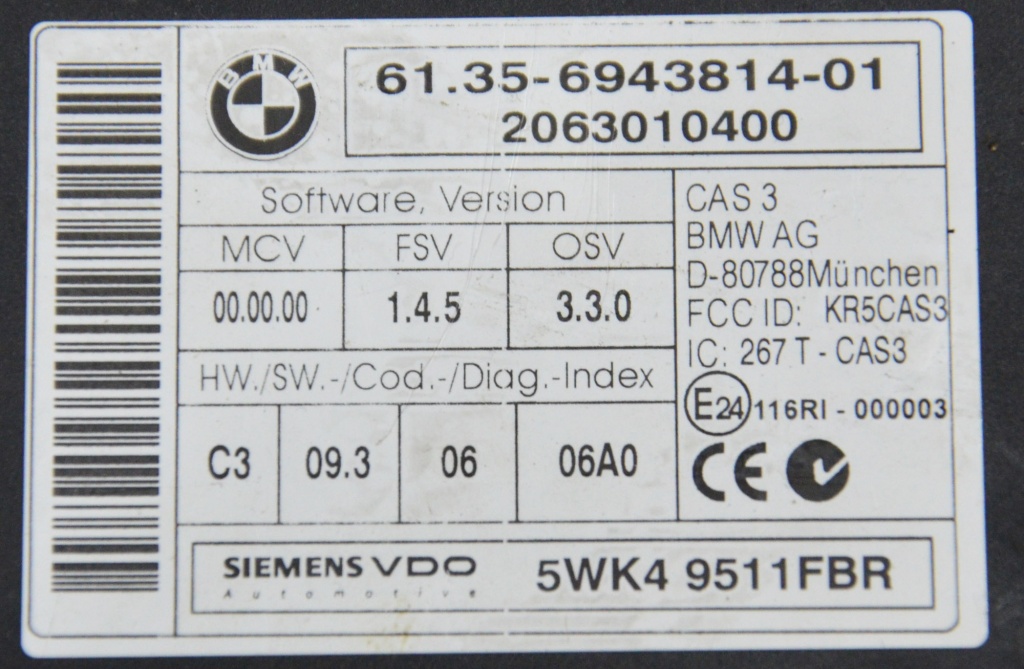 BMW
61.35-6943814-01
2063010400
Software, Version
MCV FSV OSV
00.00.00 1.4.5 3.3.0
HW./SW.-/Cod.-/Diag.-Index
C3 09.3 06 06A0
CAS 3
BMW AG
D-80788München
FCC ID: KR5CAS3
IC: 267 T - CAS3
E24 116RI - 000003
CE
SIEMENS VDO
Automotive
5WK4 9511FBR